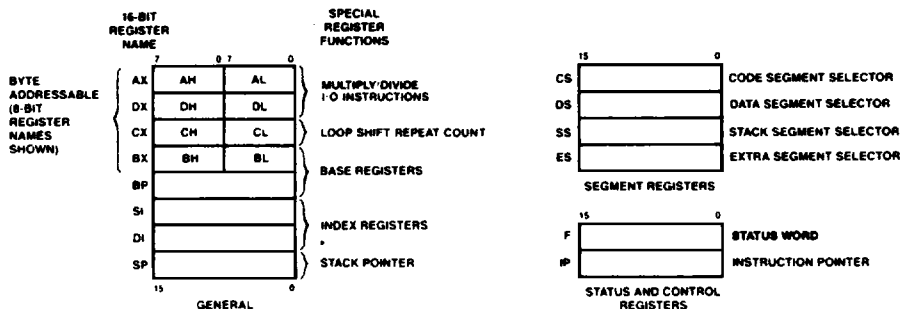 16-BIT
REGISTER
NAME
SPECIAL
REGISTER
FUNCTIONS
7 0 7 0
BYTE
ADDRESSABLE
(8-BIT
REGISTER
NAMES
SHOWN)
AX AH AL
DX DH DL
MULTIPLY/DIVIDE
I·O INSTRUCTIONS
CX CH CL LOOP SHIFT REPEAT COUNT
BX BH BL
BP
BASE REGISTERS
SI
DI
INDEX REGISTERS
SP STACK POINTER
15 0
GENERAL
15 0
CS CODE SEGMENT SELECTOR
DS DATA SEGMENT SELECTOR
SS STACK SEGMENT SELECTOR
ES EXTRA SEGMENT SELECTOR
SEGMENT REGISTERS
15 0
F STATUS WORD
IP INSTRUCTION POINTER
STATUS AND CONTROL
REGISTERS